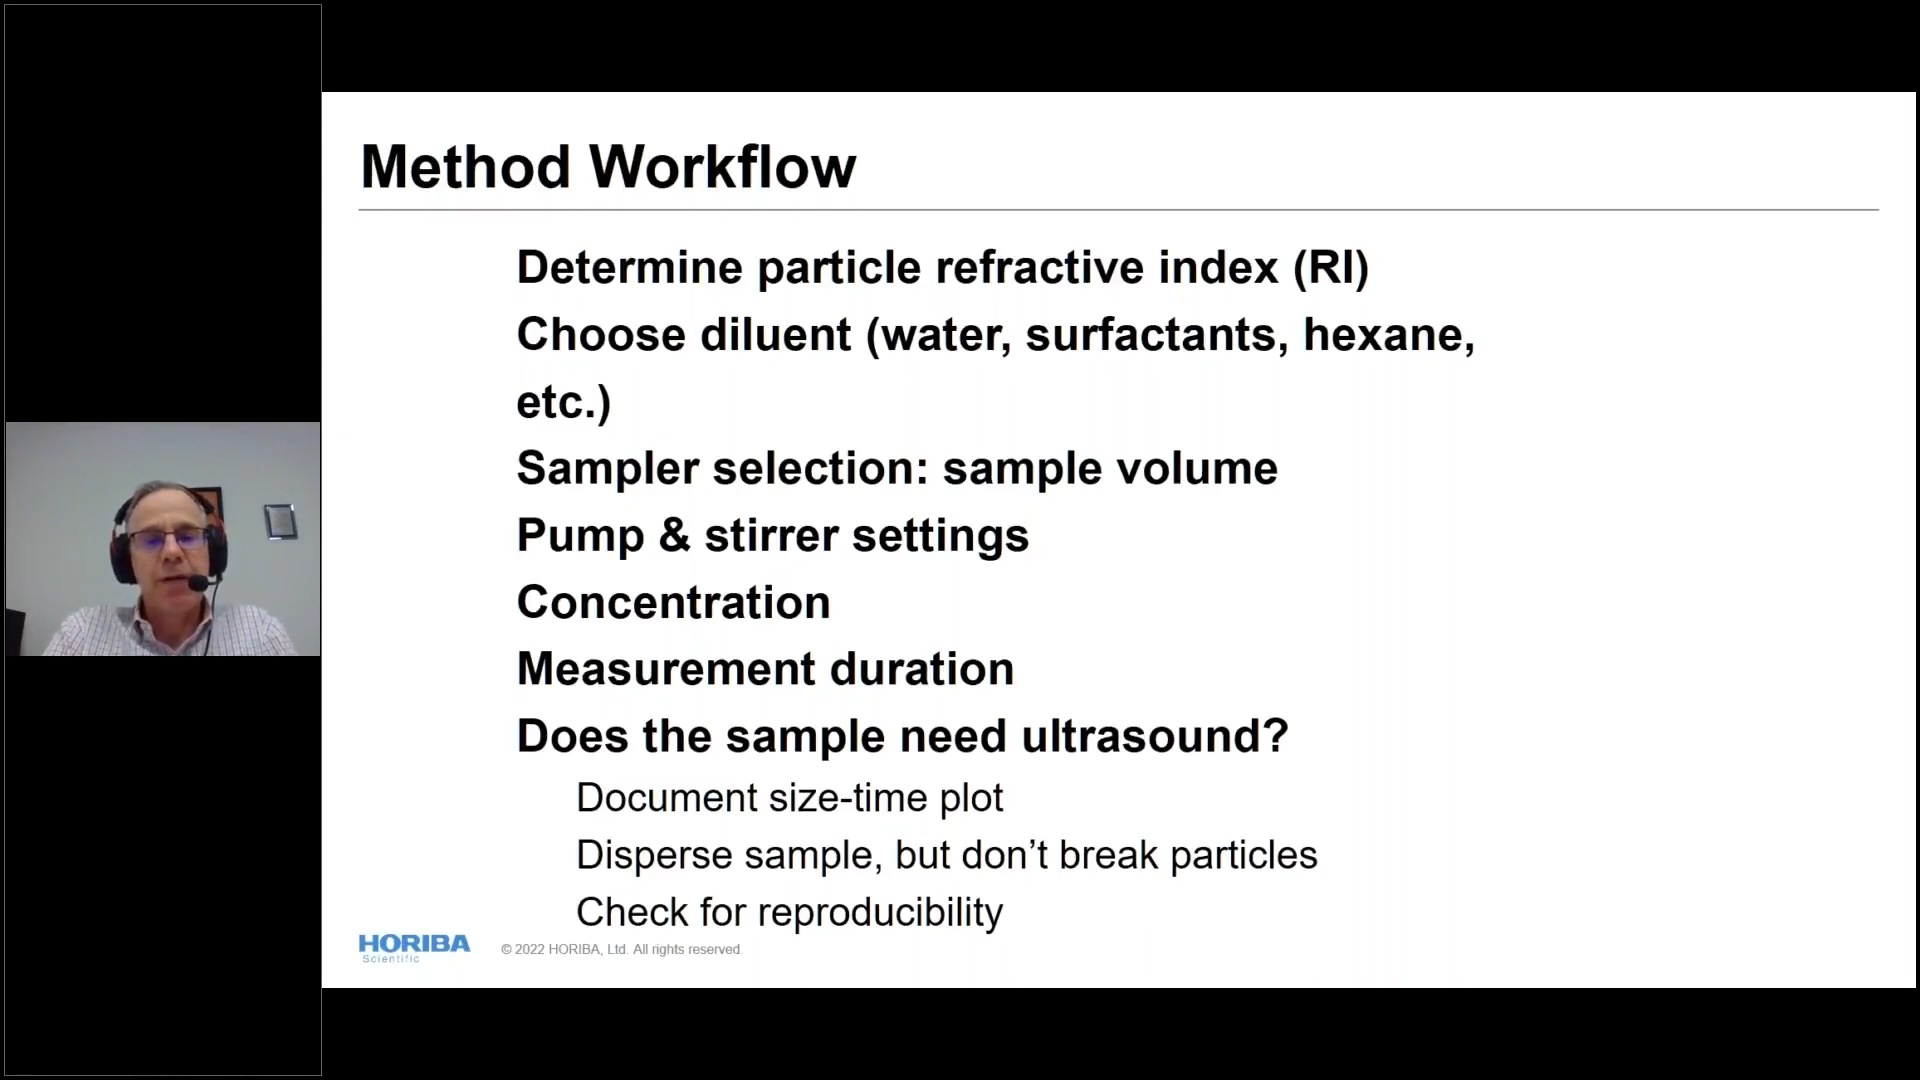 Method Workflow
Determine particle refractive index (RI)
Choose diluent (water, surfactants, hexane,
etc.)
Sampler selection: sample volume
Pump & stirrer settings
Concentration
Measurement duration
Does the sample need ultrasound?
Document size-time plot
Disperse sample, but don’t break particles
Check for reproducibility
HORIBA
Scientific
© 2022 HORIBA, Ltd. All rights reserved.